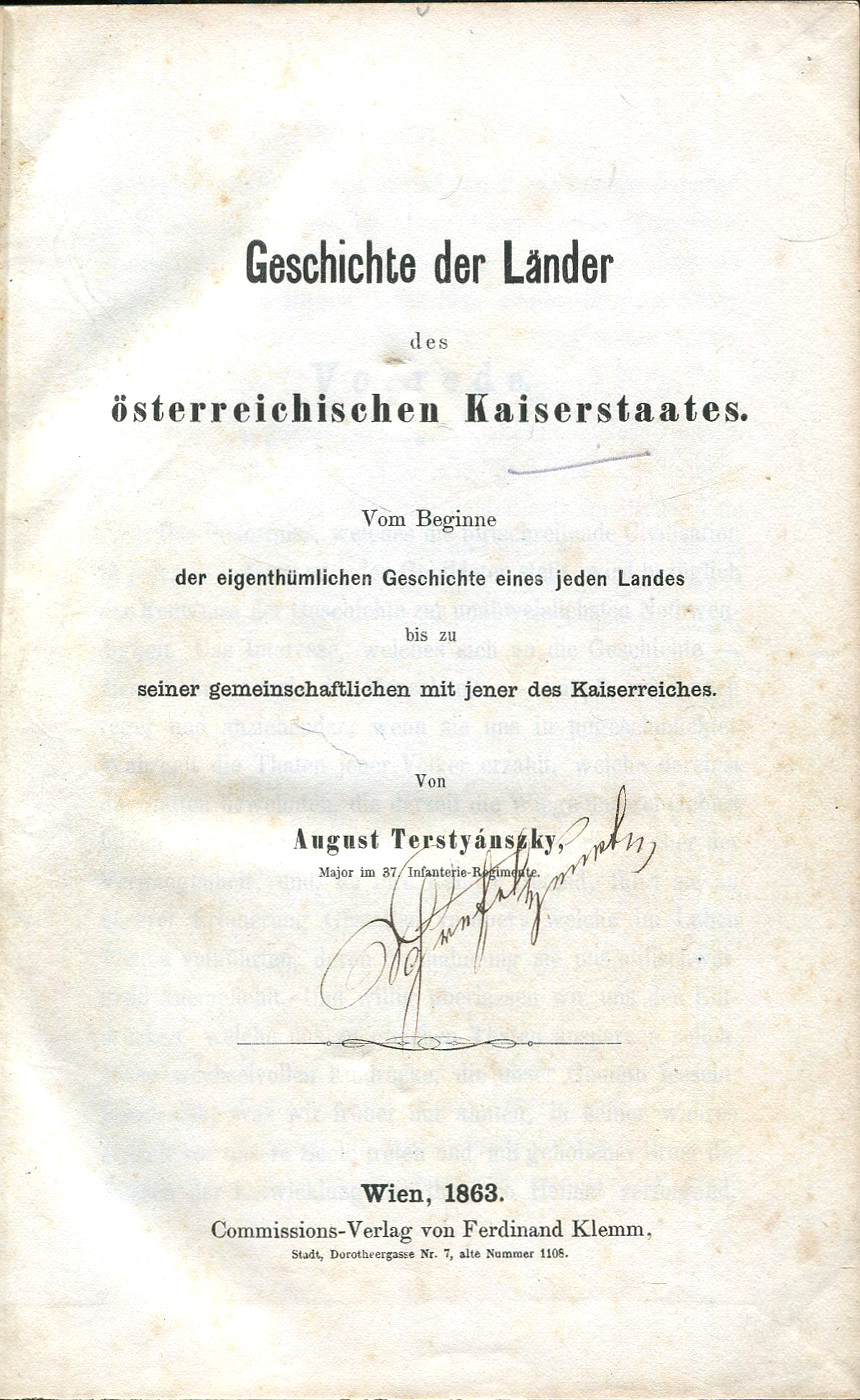 Geschichte der Länder
des
österreichischen Kaiserstaates.
Vom Beginne
der eigenthümlichen Geschichte eines jeden Landes
bis zu
seiner gemeinschaftlichen mit jener des Kaiserreiches.
Von
August Terstyánszky,
Major im 37. Infanterie-Regimente.
Wien, 1863.
Commissions-Verlag von Ferdinand Klemm,
Stadt, Dorotheergasse Nr. 7, alte Nummer 1108.